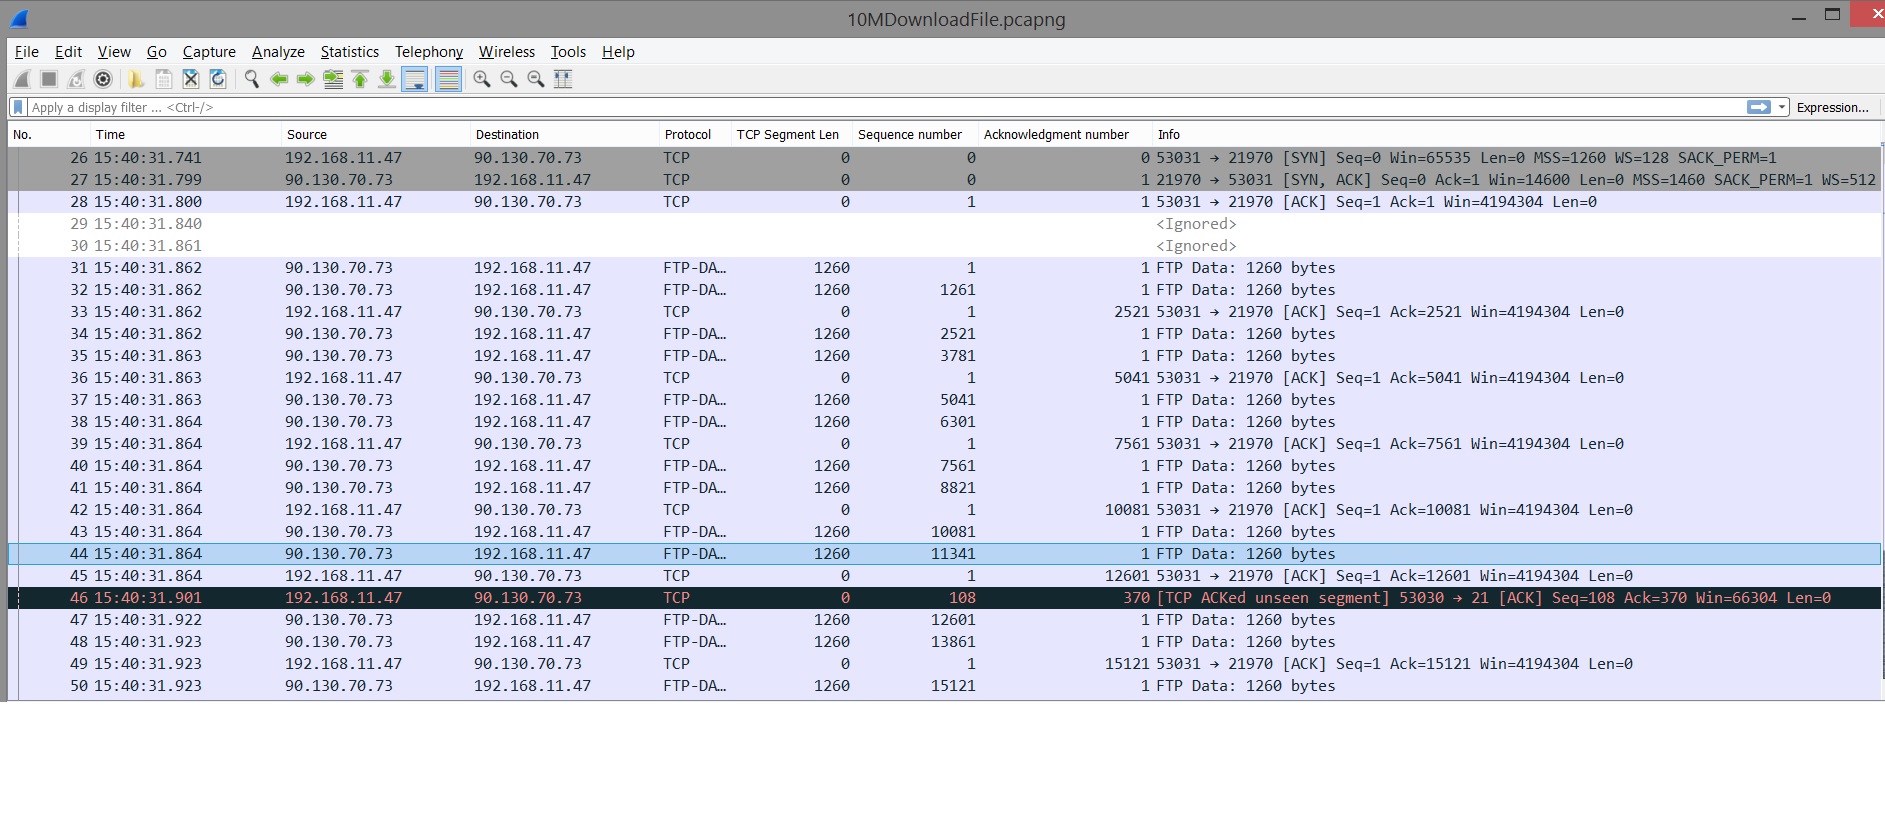 10MDownloadFile.pcapng
File Edit View Go Capture Analyze Statistics Telephony Wireless Tools Help
Apply a display filter ... <Ctrl-/> Expression...
No. Time Source Destination Protocol TCP Segment Len Sequence number Acknowledgment number Info
26 15:40:31.741 192.168.11.47 90.130.70.73 TCP 0 0 0 53031 → 21970 [SYN] Seq=0 Win=65535 Len=0 MSS=1260 WS=128 SACK_PERM=1
27 15:40:31.799 90.130.70.73 192.168.11.47 TCP 0 0 1 21970 → 53031 [SYN, ACK] Seq=0 Ack=1 Win=14600 Len=0 MSS=1460 SACK_PERM=1 WS=512
28 15:40:31.800 192.168.11.47 90.130.70.73 TCP 0 1 1 53031 → 21970 [ACK] Seq=1 Ack=1 Win=4194304 Len=0
29 15:40:31.840 <Ignored>
30 15:40:31.861 <Ignored>
31 15:40:31.862 90.130.70.73 192.168.11.47 FTP-DA… 1260 1 1 FTP Data: 1260 bytes
32 15:40:31.862 90.130.70.73 192.168.11.47 FTP-DA… 1260 1261 1 FTP Data: 1260 bytes
33 15:40:31.862 192.168.11.47 90.130.70.73 TCP 0 1 2521 53031 → 21970 [ACK] Seq=1 Ack=2521 Win=4194304 Len=0
34 15:40:31.862 90.130.70.73 192.168.11.47 FTP-DA… 1260 2521 1 FTP Data: 1260 bytes
35 15:40:31.863 90.130.70.73 192.168.11.47 FTP-DA… 1260 3781 1 FTP Data: 1260 bytes
36 15:40:31.863 192.168.11.47 90.130.70.73 TCP 0 1 5041 53031 → 21970 [ACK] Seq=1 Ack=5041 Win=4194304 Len=0
37 15:40:31.863 90.130.70.73 192.168.11.47 FTP-DA… 1260 5041 1 FTP Data: 1260 bytes
38 15:40:31.864 90.130.70.73 192.168.11.47 FTP-DA… 1260 6301 1 FTP Data: 1260 bytes
39 15:40:31.864 192.168.11.47 90.130.70.73 TCP 0 1 7561 53031 → 21970 [ACK] Seq=1 Ack=7561 Win=4194304 Len=0
40 15:40:31.864 90.130.70.73 192.168.11.47 FTP-DA… 1260 7561 1 FTP Data: 1260 bytes
41 15:40:31.864 90.130.70.73 192.168.11.47 FTP-DA… 1260 8821 1 FTP Data: 1260 bytes
42 15:40:31.864 192.168.11.47 90.130.70.73 TCP 0 1 10081 53031 → 21970 [ACK] Seq=1 Ack=10081 Win=4194304 Len=0
43 15:40:31.864 90.130.70.73 192.168.11.47 FTP-DA… 1260 10081 1 FTP Data: 1260 bytes
44 15:40:31.864 90.130.70.73 192.168.11.47 FTP-DA… 1260 11341 1 FTP Data: 1260 bytes
45 15:40:31.864 192.168.11.47 90.130.70.73 TCP 0 1 12601 53031 → 21970 [ACK] Seq=1 Ack=12601 Win=4194304 Len=0
46 15:40:31.901 192.168.11.47 90.130.70.73 TCP 0 108 370 [TCP ACKed unseen segment] 53030 → 21 [ACK] Seq=108 Ack=370 Win=66304 Len=0
47 15:40:31.922 90.130.70.73 192.168.11.47 FTP-DA… 1260 12601 1 FTP Data: 1260 bytes
48 15:40:31.923 90.130.70.73 192.168.11.47 FTP-DA… 1260 13861 1 FTP Data: 1260 bytes
49 15:40:31.923 192.168.11.47 90.130.70.73 TCP 0 1 15121 53031 → 21970 [ACK] Seq=1 Ack=15121 Win=4194304 Len=0
50 15:40:31.923 90.130.70.73 192.168.11.47 FTP-DA… 1260 15121 1 FTP Data: 1260 bytes